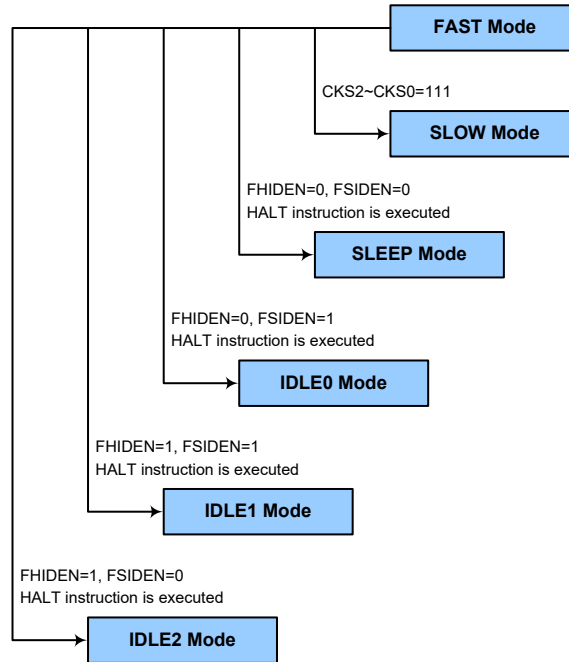 FAST Mode
CKS2~CKS0=111
SLOW Mode
FHIDEN=0, FSIDEN=0
HALT instruction is executed
SLEEP Mode
FHIDEN=0, FSIDEN=1
HALT instruction is executed
IDLE0 Mode
FHIDEN=1, FSIDEN=1
HALT instruction is executed
IDLE1 Mode
FHIDEN=1, FSIDEN=0
HALT instruction is executed
IDLE2 Mode